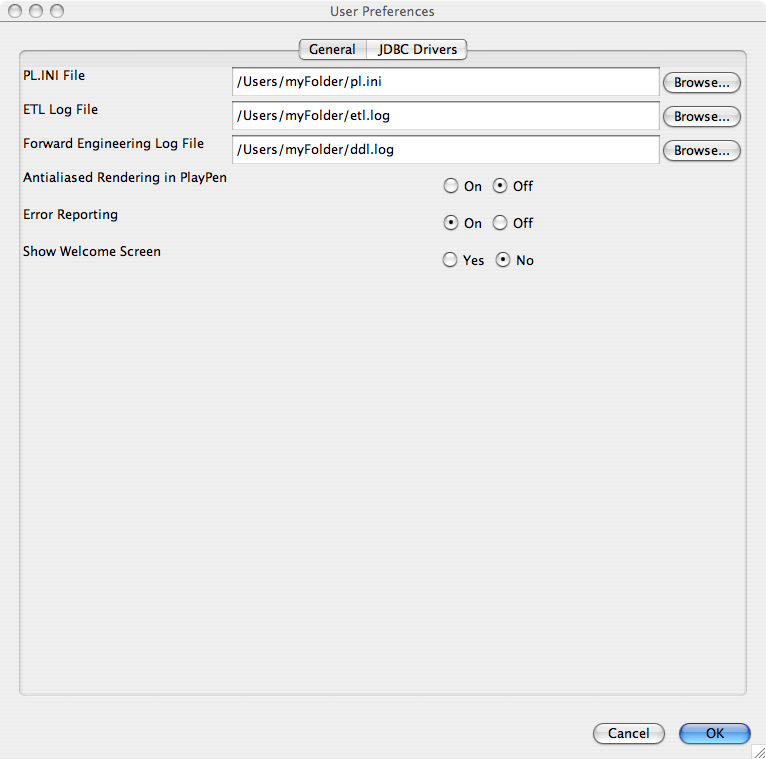 User Preferences
General JDBC Drivers
PL.INI File /Users/myFolder/pl.ini Browse...
ETL Log File /Users/myFolder/etl.log Browse...
Forward Engineering Log File /Users/myFolder/ddl.log Browse...
Antialiased Rendering in PlayPen On Off
Error Reporting On Off
Show Welcome Screen Yes No
Cancel OK